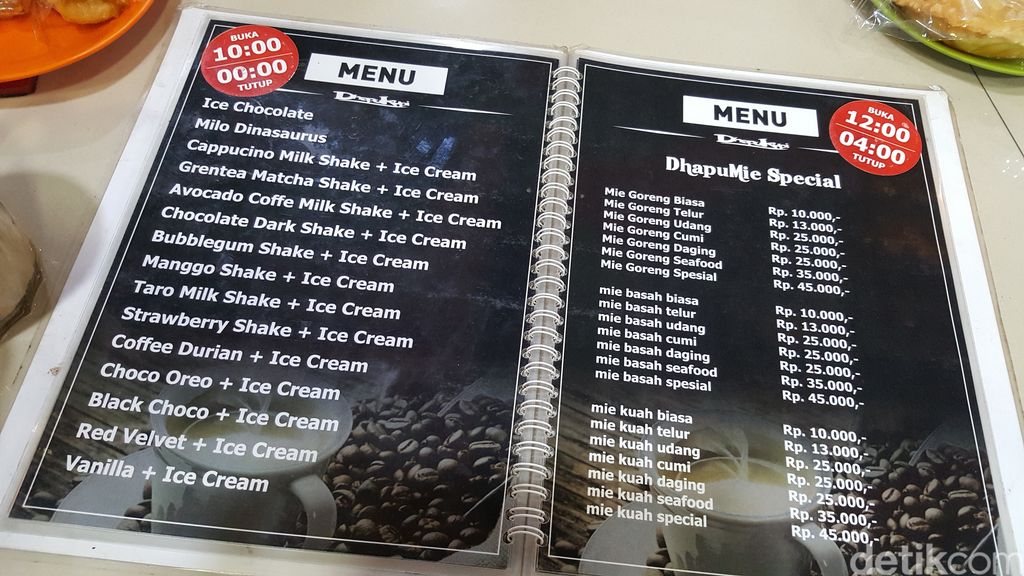 BUKA
10:00
00:00
TUTUP
MENU
Ice Chocolate
Milo Dinasaurus
Cappucino Milk Shake + Ice Cream
Grentea Matcha Shake + Ice Cream
Avocado Coffe Milk Shake + Ice Cream
Chocolate Dark Shake + Ice Cream
Bubblegum Shake + Ice Cream
Manggo Shake + Ice Cream
Taro Milk Shake + Ice Cream
Strawberry Shake + Ice Cream
Coffee Durian + Ice Cream
Choco Oreo + Ice Cream
Black Choco + Ice Cream
Red Velvet + Ice Cream
Vanilla + Ice Cream
MENU
BUKA
12:00
04:00
TUTUP
DhapuMie Special
Mie Goreng Biasa Rp. 10.000,-
Mie Goreng Telur Rp. 13.000,-
Mie Goreng Udang Rp. 25.000,-
Mie Goreng Cumi Rp. 25.000,-
Mie Goreng Daging Rp. 25.000,-
Mie Goreng Seafood Rp. 35.000,-
Mie Goreng Spesial Rp. 45.000,-
mie basah biasa Rp. 10.000,-
mie basah telur Rp. 13.000,-
mie basah udang Rp. 25.000,-
mie basah cumi Rp. 25.000,-
mie basah daging Rp. 25.000,-
mie basah seafood Rp. 35.000,-
mie basah spesial Rp. 45.000,-
mie kuah biasa Rp. 10.000,-
mie kuah telur Rp. 13.000,-
mie kuah udang Rp. 25.000,-
mie kuah cumi Rp. 25.000,-
mie kuah daging Rp. 25.000,-
mie kuah seafood Rp. 35.000,-
mie kuah special Rp. 45.000,-
detikcom